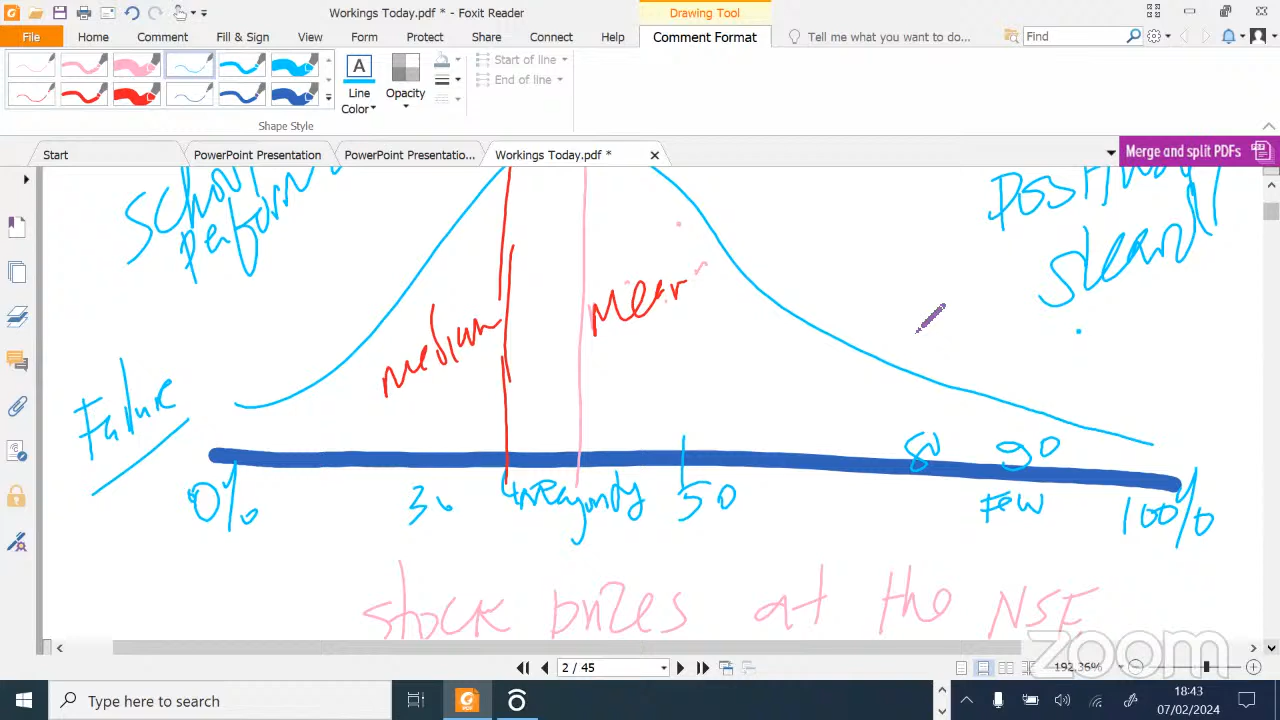 Workings Today.pdf * - Foxit Reader
Drawing Tool
File
Home
Comment
Fill & Sign
View
Form
Protect
Share
Connect
Help
Comment Format
Tell me what you want to do...
Find
Line
Color
Opacity
Start of line
End of line
Shape Style
Start
PowerPoint Presentation
PowerPoint Presentatio...
Workings Today.pdf *
Merge and split PDFs
School
perform
medium
Mean
Failure
0%
30
50
80
90
Few
100%
stock prizes at the NSE
zoom
2 / 45
192.36%
Type here to search
18:43
07/02/2024